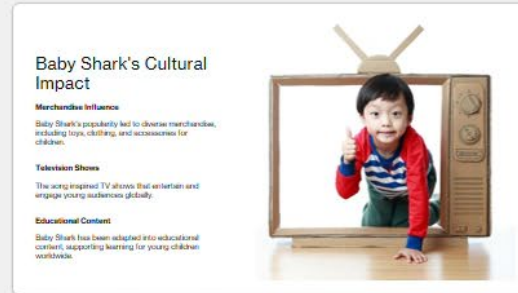 Baby Shark's Cultural
Impact
Merchandise Influence
Baby Shark's popularity led to diverse merchandise,
including toys, clothing, and accessories for
children.
Television Shows
The song inspired TV shows that entertain and
engage young audiences globally.
Educational Content
Baby Shark has been adapted into educational
content, supporting learning for young children
worldwide.